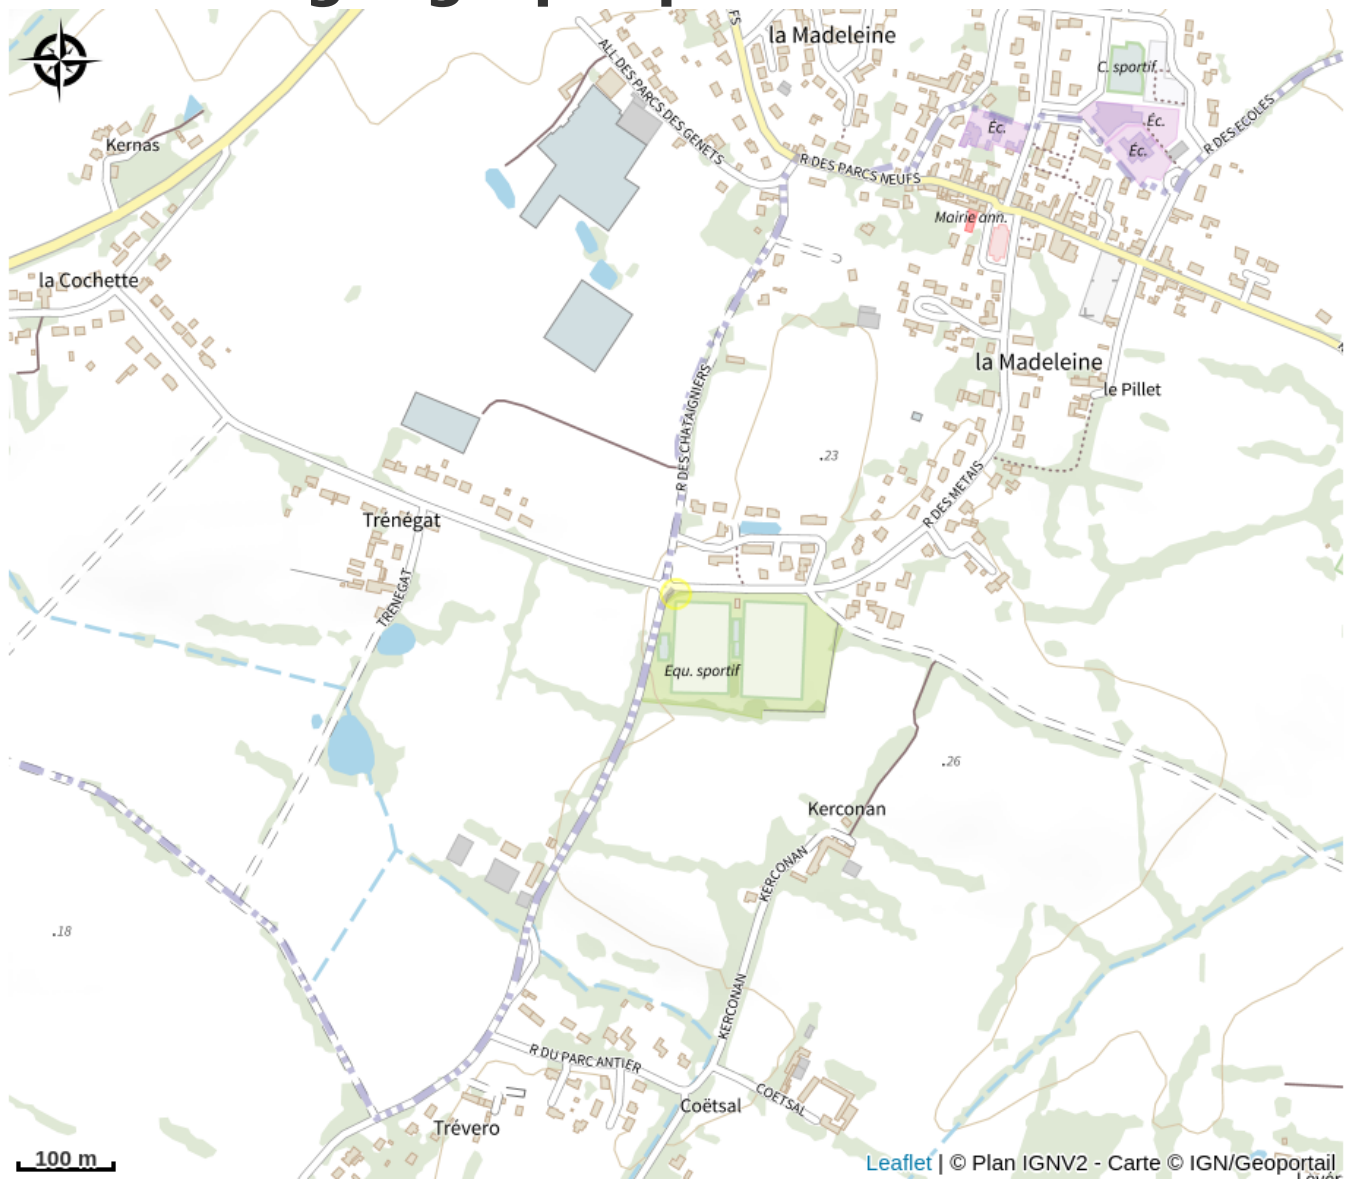 la Madeleine
ALL DES PARCS DES GENETS
C. sportif
Éc.
Éc.
Éc.
R DES ECOLES
Kernas
R DES PARCS NEUFS
Mairie ann.
la Cochette
la Madeleine
le Pillet
R DES CHATAIGNIERS
.23
R DES METAIS
Trénégat
TRENEGAT
Equ. sportif
.26
Kerconan
KERCONAN
.18
KERCONAN
R DU PARC ANTIER
COETSAL
Coëtsal
Trévero
100 m
Leaflet | © Plan IGNV2 - Carte © IGN/Geoportail